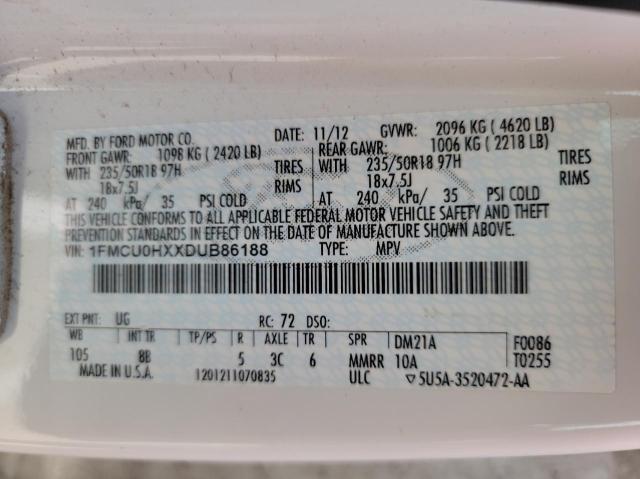 MFD. BY FORD MOTOR CO. DATE: 11/12 GVWR: 2096 KG ( 4620 LB)
FRONT GAWR: 1098 KG ( 2420 LB) REAR GAWR: 1006 KG ( 2218 LB)
WITH 235/50R18 97H TIRES WITH 235/50R18 97H TIRES
18x7.5J RIMS 18x7.5J RIMS
AT 240 kPa/ 35 PSI COLD AT 240 kPa/ 35 PSI COLD
THIS VEHICLE CONFORMS TO ALL APPLICABLE FEDERAL MOTOR VEHICLE SAFETY AND THEFT
PREVENTION STANDARDS IN EFFECT ON THE DATE OF MANUFACTURE SHOWN ABOVE.
VIN: 1FMCU0HXXDUB86188 TYPE: MPV
EXT PNT: UG RC: 72 DSO:
WB INT TR TP/PS R AXLE TR SPR DM21A F0086
105 8B 5 3C 6 MMRR 10A T0255
MADE IN U.S.A. 1201211070835 ULC ▽5U5A-3520472-AA